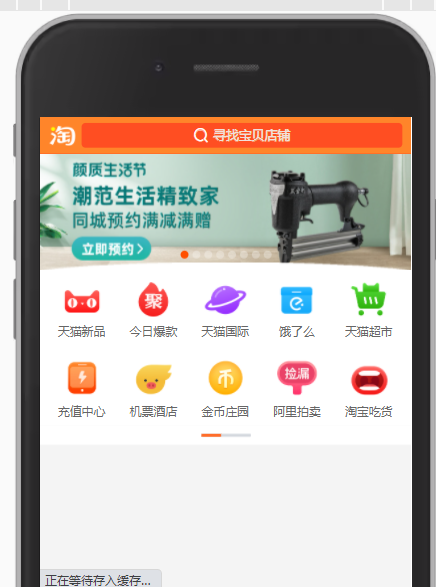 淘
寻找宝贝店铺
颜质生活节
潮范生活精致家
同城预约满减满赠
立即预约>
聚
天猫新品 今日爆款 天猫国际 饿了么 天猫超市
捡漏
充值中心 机票酒店 金币庄园 阿里拍卖 淘宝吃货
正在等待存入缓存...